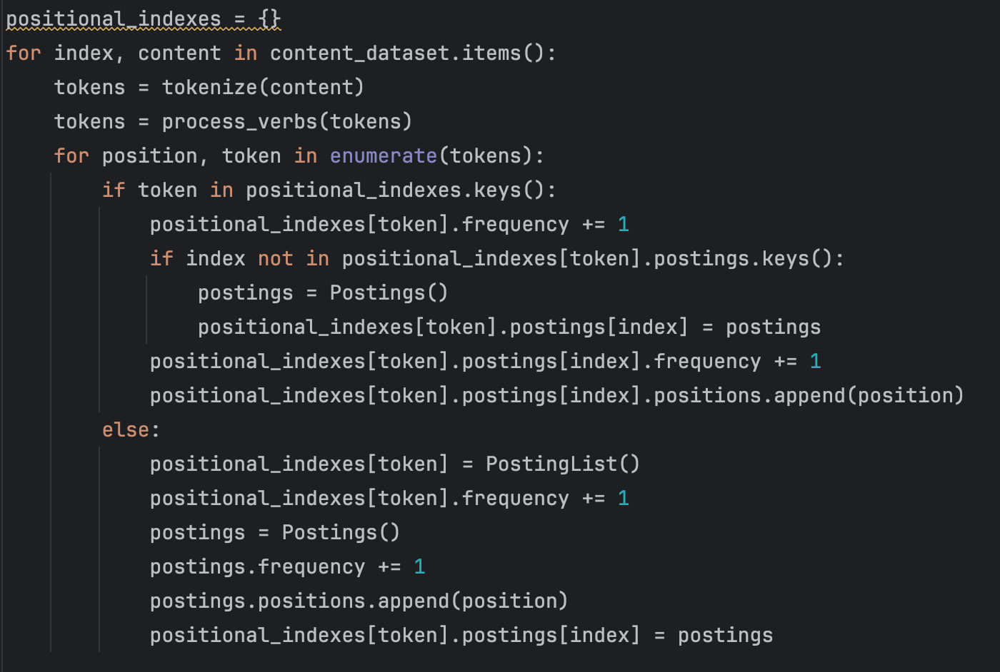 positional_indexes = {}
for index, content in content_dataset.items():
    tokens = tokenize(content)
    tokens = process_verbs(tokens)
    for position, token in enumerate(tokens):
        if token in positional_indexes.keys():
            positional_indexes[token].frequency += 1
            if index not in positional_indexes[token].postings.keys():
                postings = Postings()
                positional_indexes[token].postings[index] = postings
            positional_indexes[token].postings[index].frequency += 1
            positional_indexes[token].postings[index].positions.append(position)
        else:
            positional_indexes[token] = PostingList()
            positional_indexes[token].frequency += 1
            postings = Postings()
            postings.frequency += 1
            postings.positions.append(position)
            positional_indexes[token].postings[index] = postings